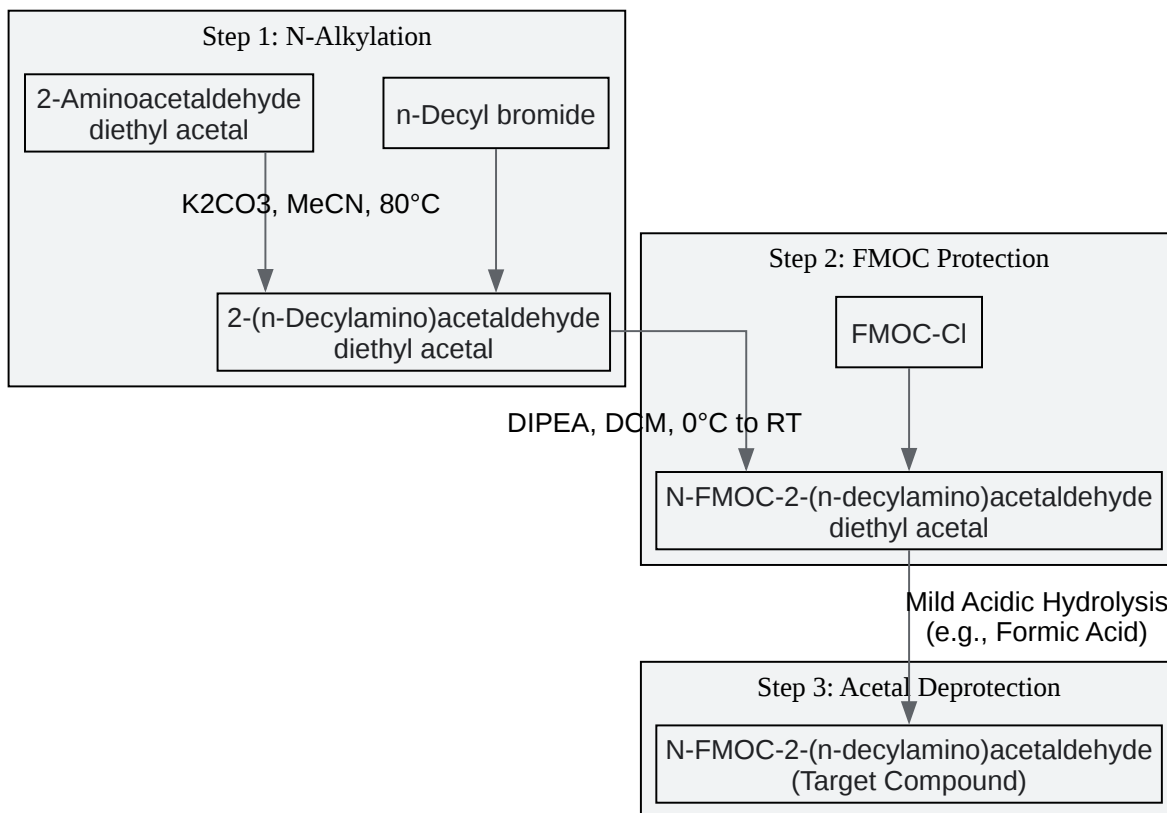 Step 1: N-Alkylation
2-Aminoacetaldehyde
diethyl acetal
n-Decyl bromide
K2CO3, MeCN, 80°C
2-(n-Decylamino)acetaldehyde
diethyl acetal
Step 2: FMOC Protection
FMOC-Cl
DIPEA, DCM, 0°C to RT
N-FMOC-2-(n-decylamino)acetaldehyde
diethyl acetal
Mild Acidic Hydrolysis
(e.g., Formic Acid)
Step 3: Acetal Deprotection
N-FMOC-2-(n-decylamino)acetaldehyde
(Target Compound)